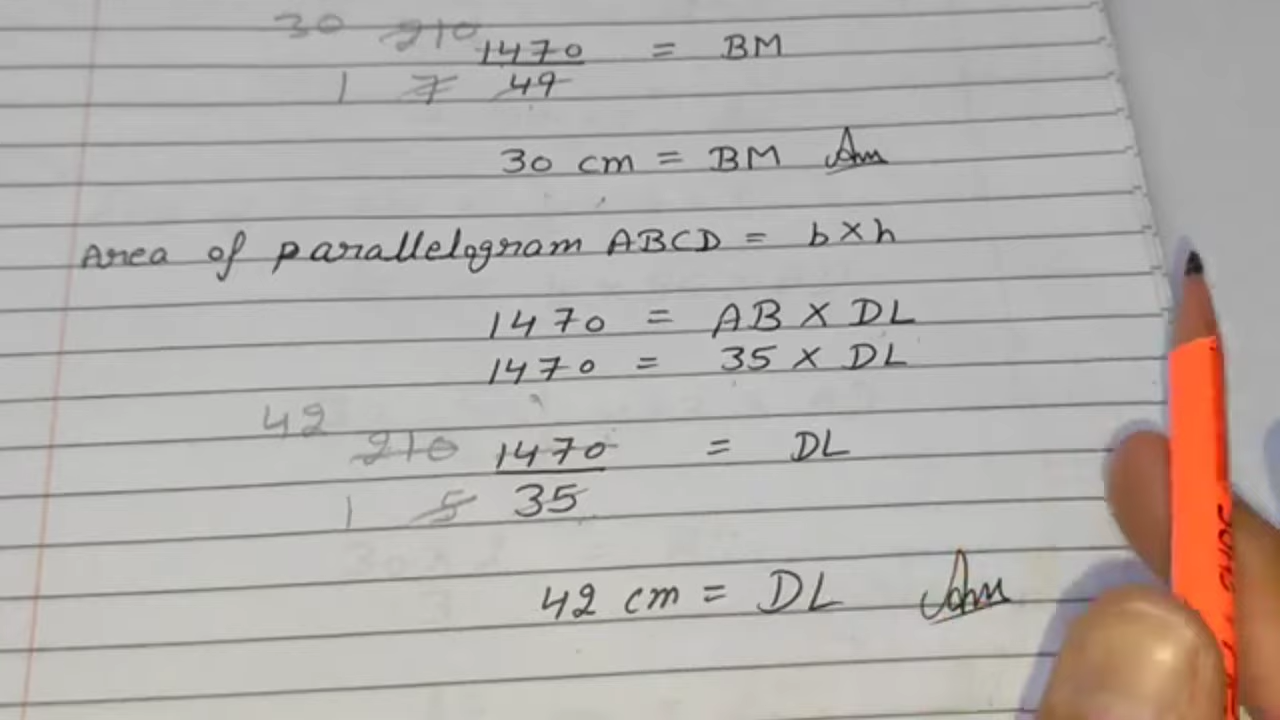 30 210 1470 = BM
1 7 49
30 cm = BM Ans
Area of parallelogram ABCD = b×h
1470 = AB × DL
1470 = 35 × DL
42
210 1470 = DL
1 5 35
42 cm = DL Ans